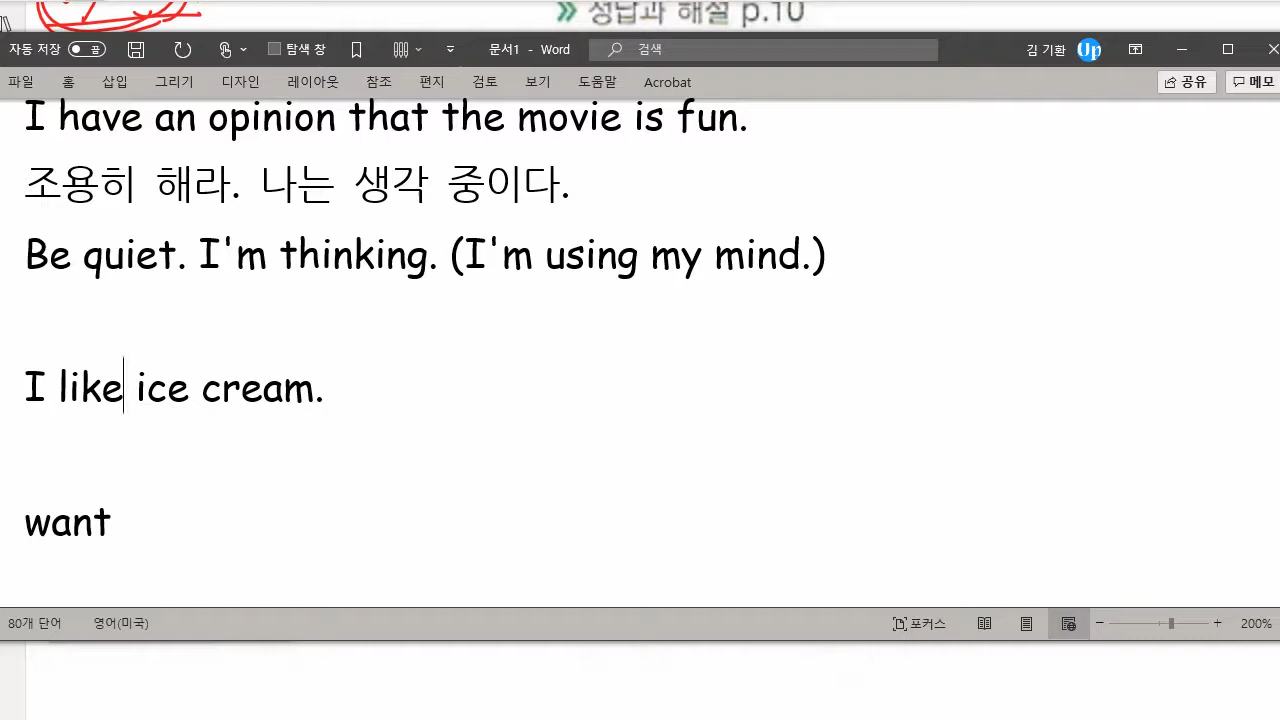 정답과 해설 p.10
자동 저장 끔 탐색 창 문서1 - Word 검색 김 기환 Up
파일 홈 삽입 그리기 디자인 레이아웃 참조 편지 검토 보기 도움말 Acrobat 공유 메모
I have an opinion that the movie is fun.
조용히 해라. 나는 생각 중이다.
Be quiet. I'm thinking. (I'm using my mind.)
I like ice cream.
want
80개 단어 영어(미국) 포커스 200%